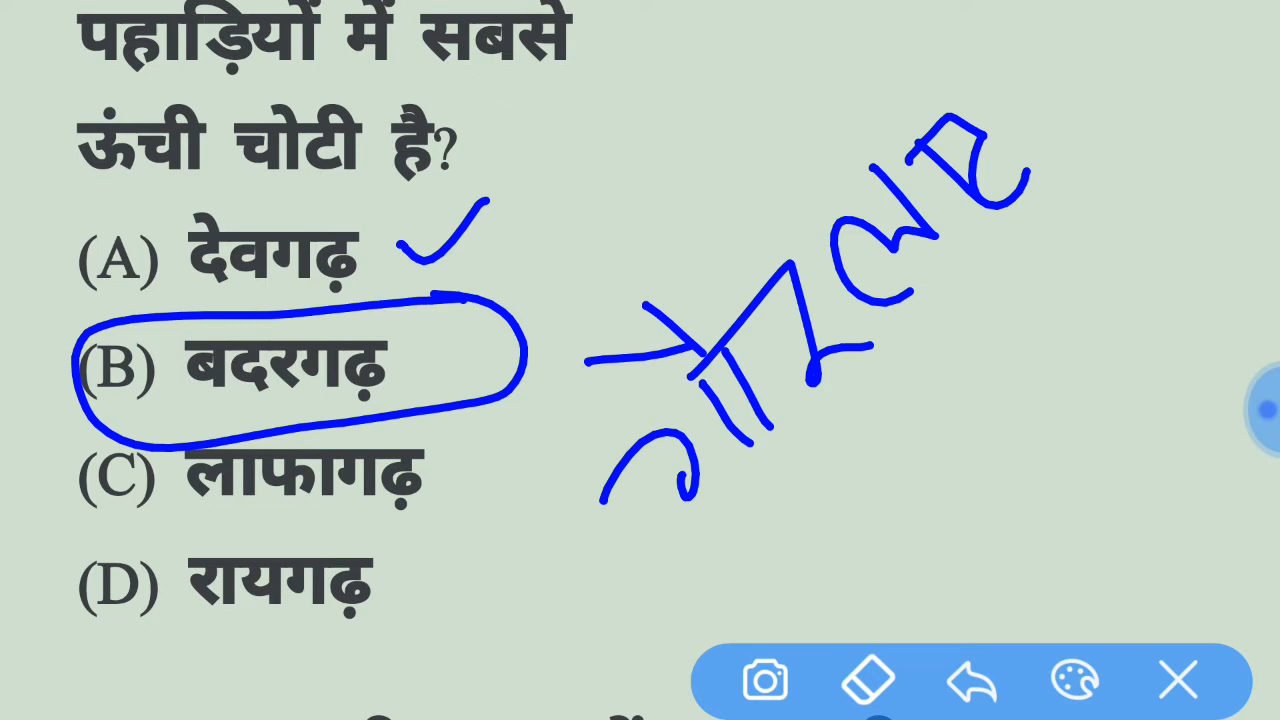 पहाड़ियों में सबसे
ऊंची चोटी है?
(A) देवगढ़
(B) बदरगढ़
(C) लाफागढ़
(D) रायगढ़